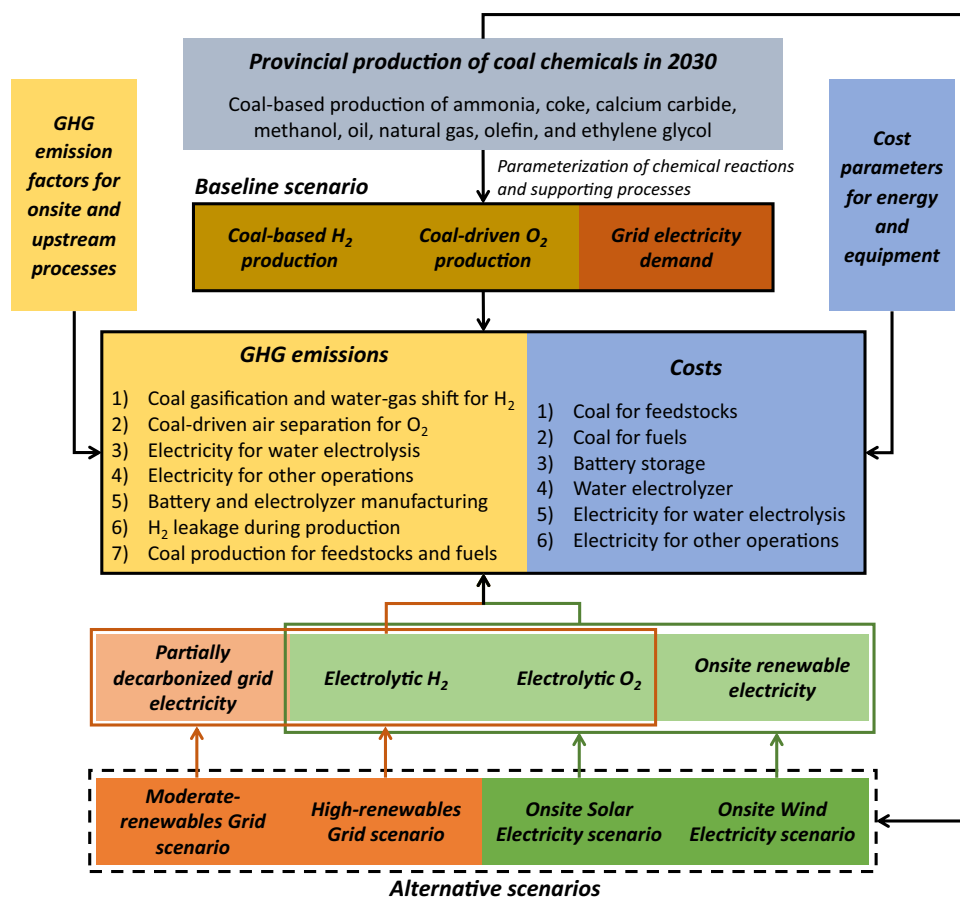 Provincial production of coal chemicals in 2030
Coal-based production of ammonia, coke, calcium carbide,
methanol, oil, natural gas, olefin, and ethylene glycol
GHG
emission
factors for
onsite and
upstream
processes
Cost
parameters
for energy
and
equipment
Parameterization of chemical reactions
and supporting processes
Baseline scenario
Coal-based H₂
production
Coal-driven O₂
production
Grid electricity
demand
GHG emissions
1) Coal gasification and water-gas shift for H₂
2) Coal-driven air separation for O₂
3) Electricity for water electrolysis
4) Electricity for other operations
5) Battery and electrolyzer manufacturing
6) H₂ leakage during production
7) Coal production for feedstocks and fuels
Costs
1) Coal for feedstocks
2) Coal for fuels
3) Battery storage
4) Water electrolyzer
5) Electricity for water electrolysis
6) Electricity for other operations
Partially
decarbonized grid
electricity
Electrolytic H₂
Electrolytic O₂
Onsite renewable
electricity
Moderate-
renewables Grid
scenario
High-renewables
Grid scenario
Onsite Solar
Electricity scenario
Onsite Wind
Electricity scenario
Alternative scenarios